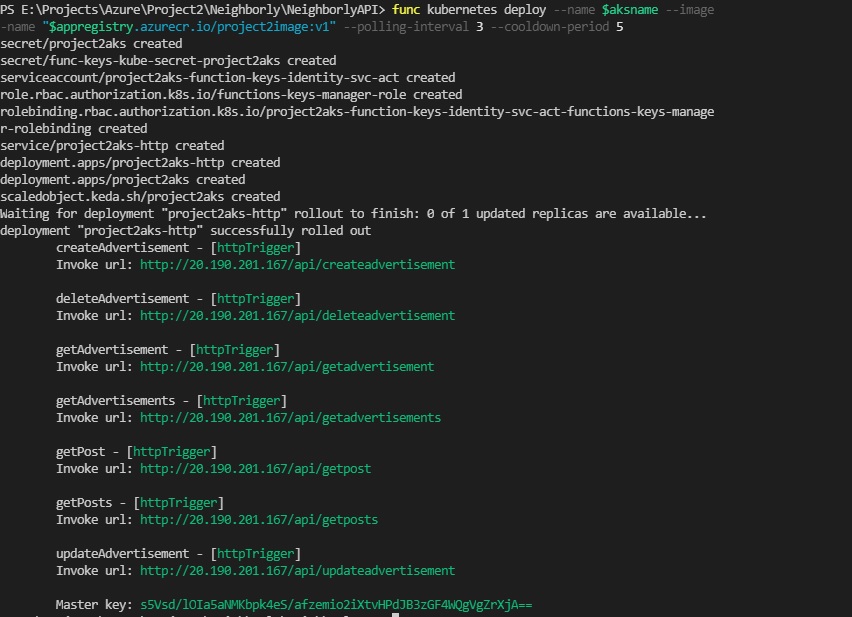 PS E:\Projects\Azure\Project2\Neighborly\NeighborlyAPI> func kubernetes deploy --name $aksname --image
-name "$appregistry.azurecr.io/project2image:v1" --polling-interval 3 --cooldown-period 5
secret/project2aks created
secret/func-keys-kube-secret-project2aks created
serviceaccount/project2aks-function-keys-identity-svc-act created
role.rbac.authorization.k8s.io/functions-keys-manager-role created
rolebinding.rbac.authorization.k8s.io/project2aks-function-keys-identity-svc-act-functions-keys-manage
r-rolebinding created
service/project2aks-http created
deployment.apps/project2aks-http created
deployment.apps/project2aks created
scaledobject.keda.sh/project2aks created
Waiting for deployment "project2aks-http" rollout to finish: 0 of 1 updated replicas are available...
deployment "project2aks-http" successfully rolled out
createAdvertisement - [httpTrigger]
Invoke url: http://20.190.201.167/api/createadvertisement
deleteAdvertisement - [httpTrigger]
Invoke url: http://20.190.201.167/api/deleteadvertisement
getAdvertisement - [httpTrigger]
Invoke url: http://20.190.201.167/api/getadvertisement
getAdvertisements - [httpTrigger]
Invoke url: http://20.190.201.167/api/getadvertisements
getPost - [httpTrigger]
Invoke url: http://20.190.201.167/api/getpost
getPosts - [httpTrigger]
Invoke url: http://20.190.201.167/api/getposts
updateAdvertisement - [httpTrigger]
Invoke url: http://20.190.201.167/api/updateadvertisement
Master key: s5Vsd/lOIa5aNMKbpk4eS/afzemio2iXtvHPdJB3zGF4WQgVgZrXjA==